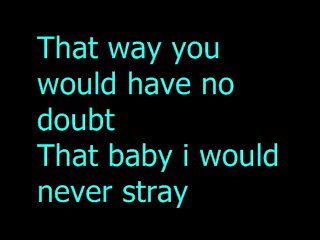 That way you
would have no
doubt
That baby i would
never stray